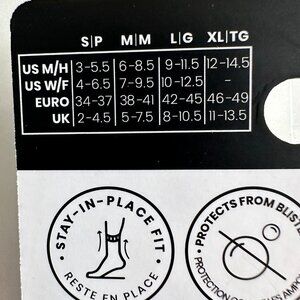 S|P M|M L|G XL|TG
US M/H 3-5.5 6-8.5 9-11.5 12-14.5
US W/F 4-6.5 7-9.5 10-12.5 -
EURO 34-37 38-41 42-45 46-49
UK 2-4.5 5-7.5 8-10.5 11-13.5
• STAY-IN-PLACE FIT •
RESTE EN PLACE
PROTECTS FROM
PROTECTION